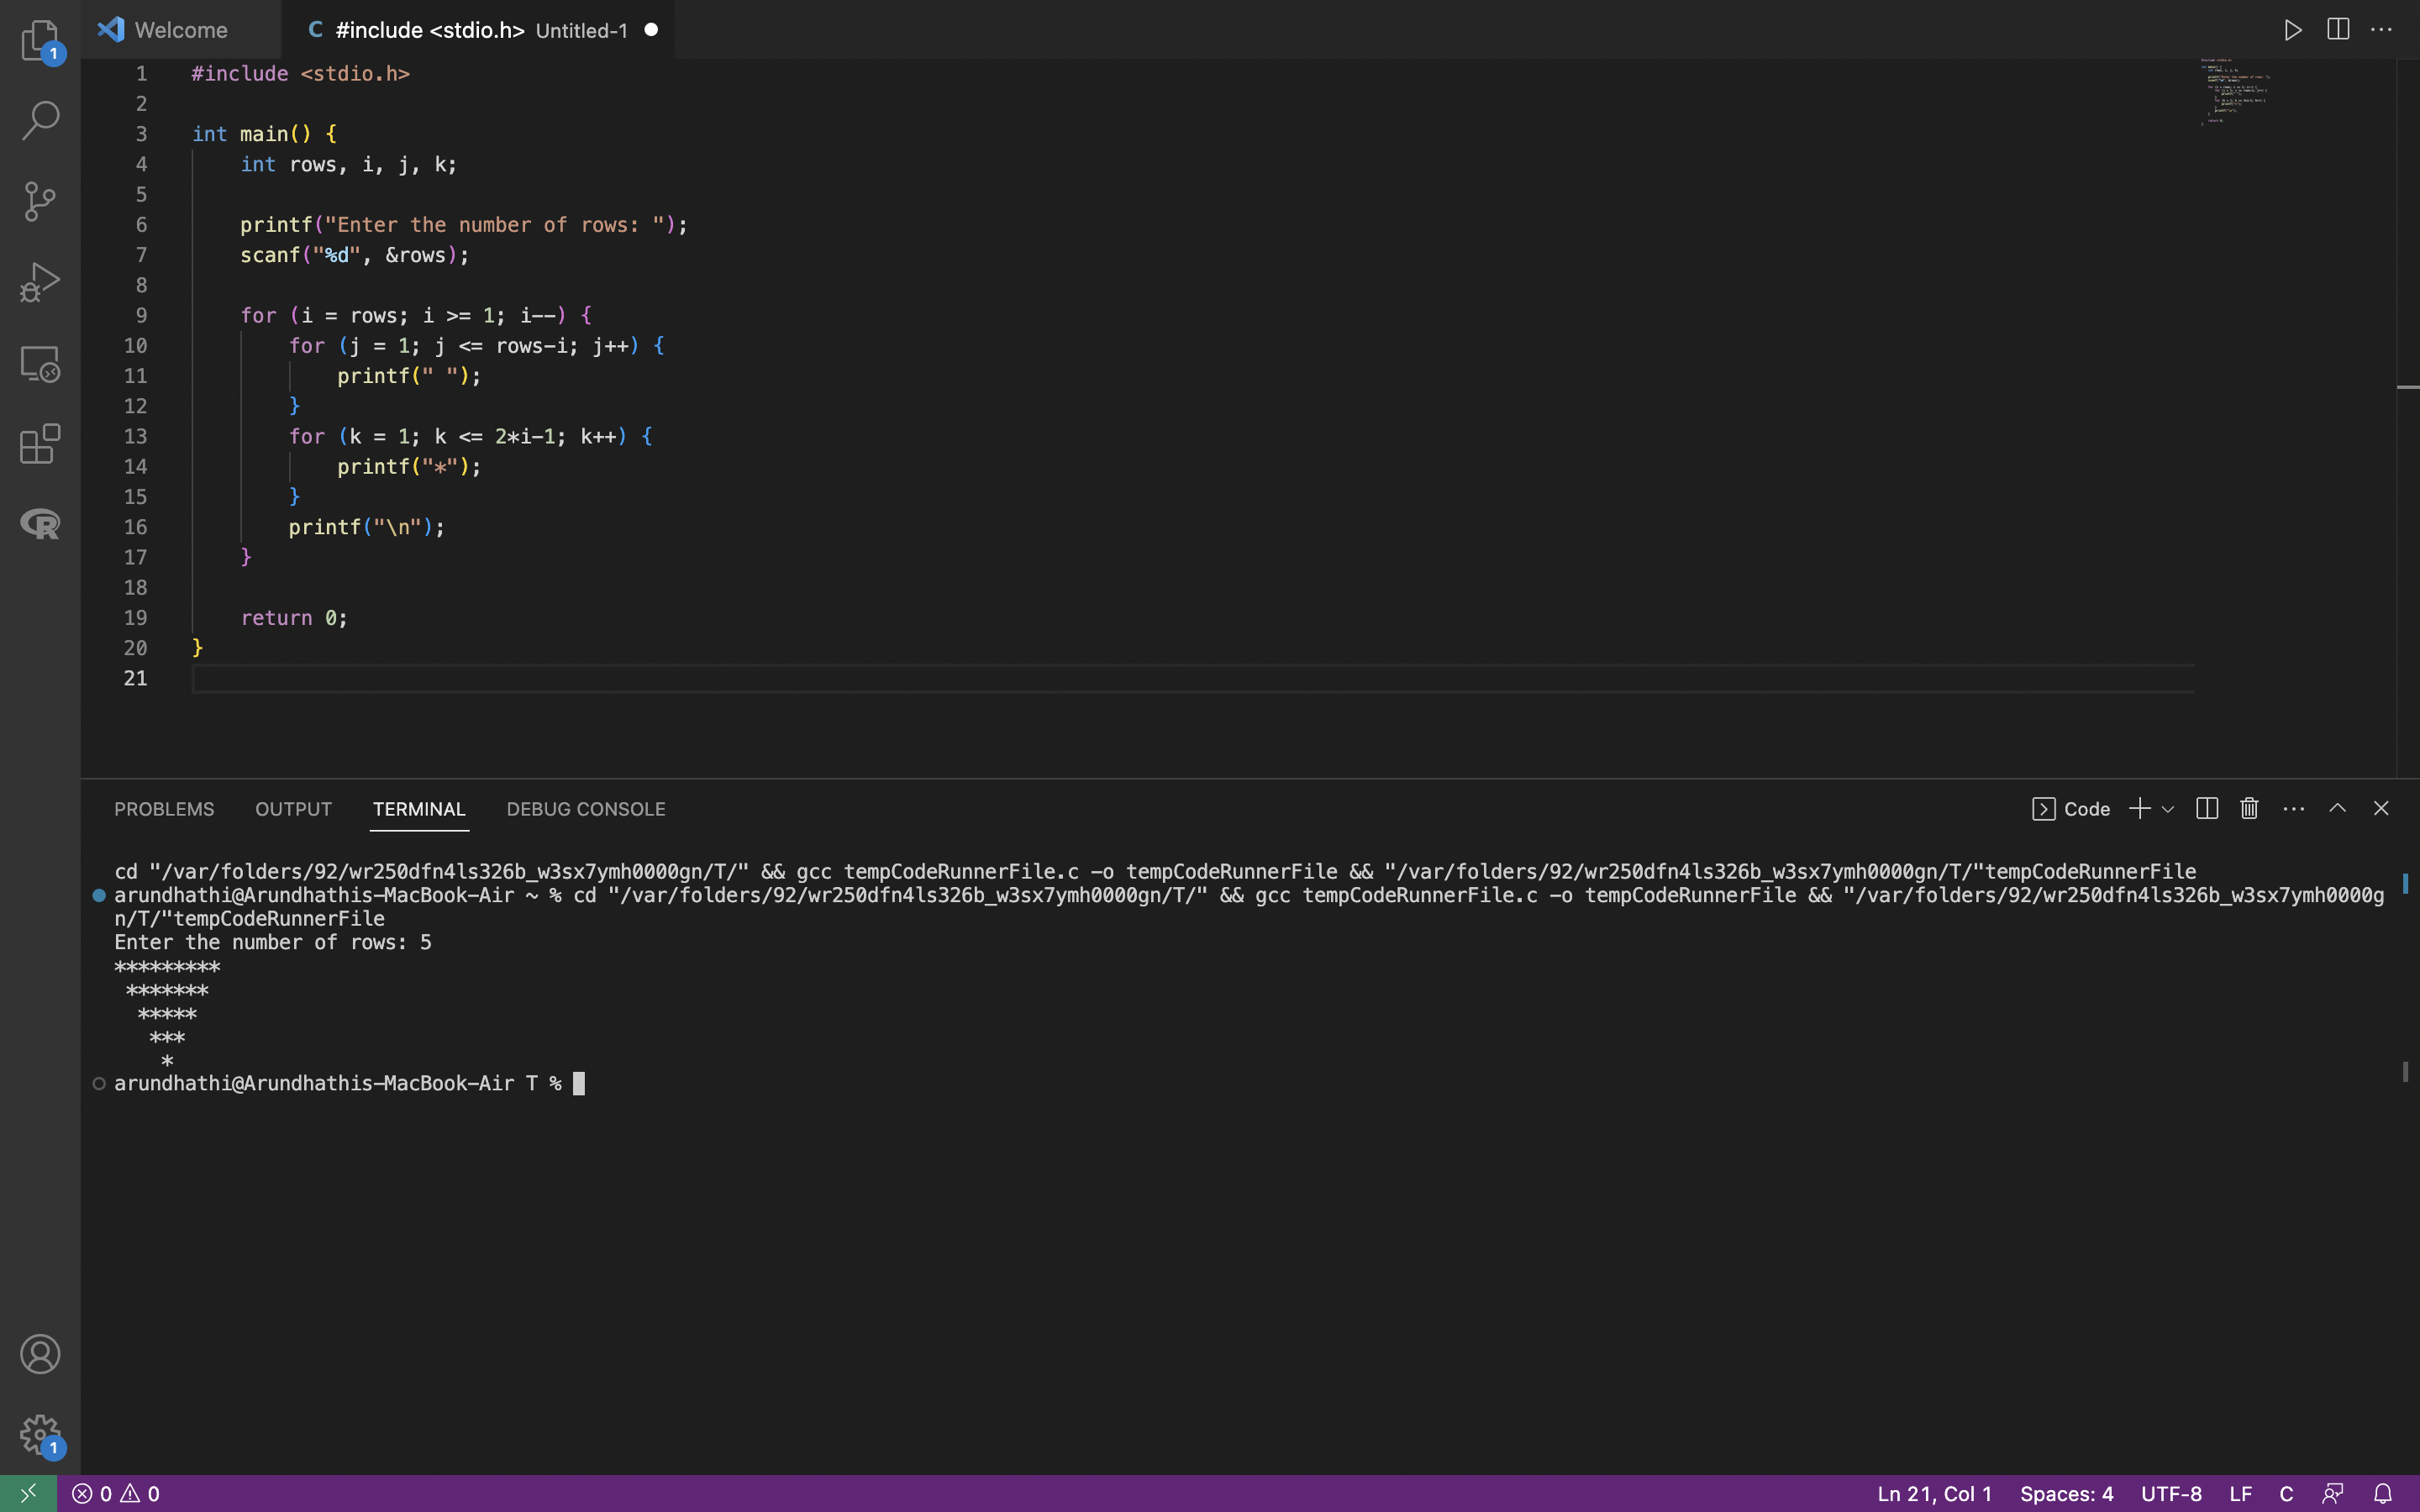 1
Welcome
C #include <stdio.h> Untitled-1
1 #include <stdio.h>
2
3 int main() {
4     int rows, i, j, k;
5
6     printf("Enter the number of rows: ");
7     scanf("%d", &rows);
8
9     for (i = rows; i >= 1; i--) {
10         for (j = 1; j <= rows-i; j++) {
11             printf(" ");
12         }
13         for (k = 1; k <= 2*i-1; k++) {
14             printf("*");
15         }
16         printf("\n");
17     }
18
19     return 0;
20 }
21
PROBLEMS OUTPUT TERMINAL DEBUG CONSOLE
Code
cd "/var/folders/92/wr250dfn4ls326b_w3sx7ymh0000gn/T/" && gcc tempCodeRunnerFile.c -o tempCodeRunnerFile && "/var/folders/92/wr250dfn4ls326b_w3sx7ymh0000gn/T/"tempCodeRunnerFile
arundhathi@Arundhathis-MacBook-Air ~ % cd "/var/folders/92/wr250dfn4ls326b_w3sx7ymh0000gn/T/" && gcc tempCodeRunnerFile.c -o tempCodeRunnerFile && "/var/folders/92/wr250dfn4ls326b_w3sx7ymh0000g
n/T/"tempCodeRunnerFile
Enter the number of rows: 5
*********
 *******
  *****
   ***
    *
arundhathi@Arundhathis-MacBook-Air T %
1
0 0
Ln 21, Col 1 Spaces: 4 UTF-8 LF C